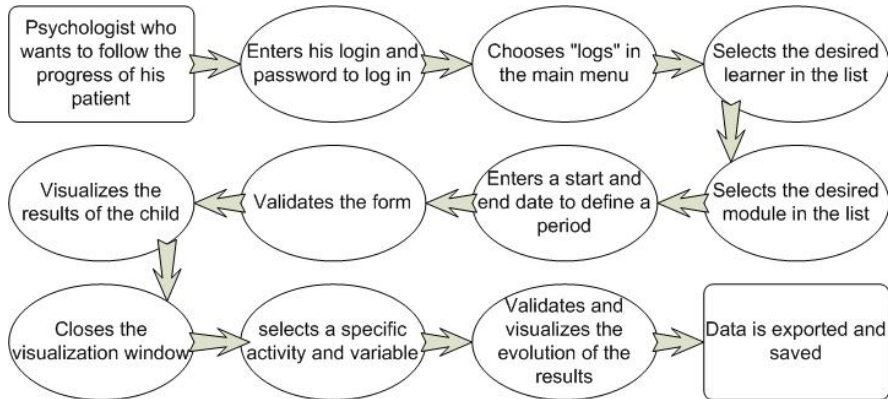 Psychologist who
wants to follow the
progress of his
patient
Enters his login and
password to log in
Chooses "logs" in
the main menu
Selects the desired
learner in the list
Selects the desired
module in the list
Enters a start and
end date to define a
period
Validates the form
Visualizes the
results of the child
Closes the
visualization window
selects a specific
activity and variable
Validates and
visualizes the
evolution of the
results
Data is exported and
saved